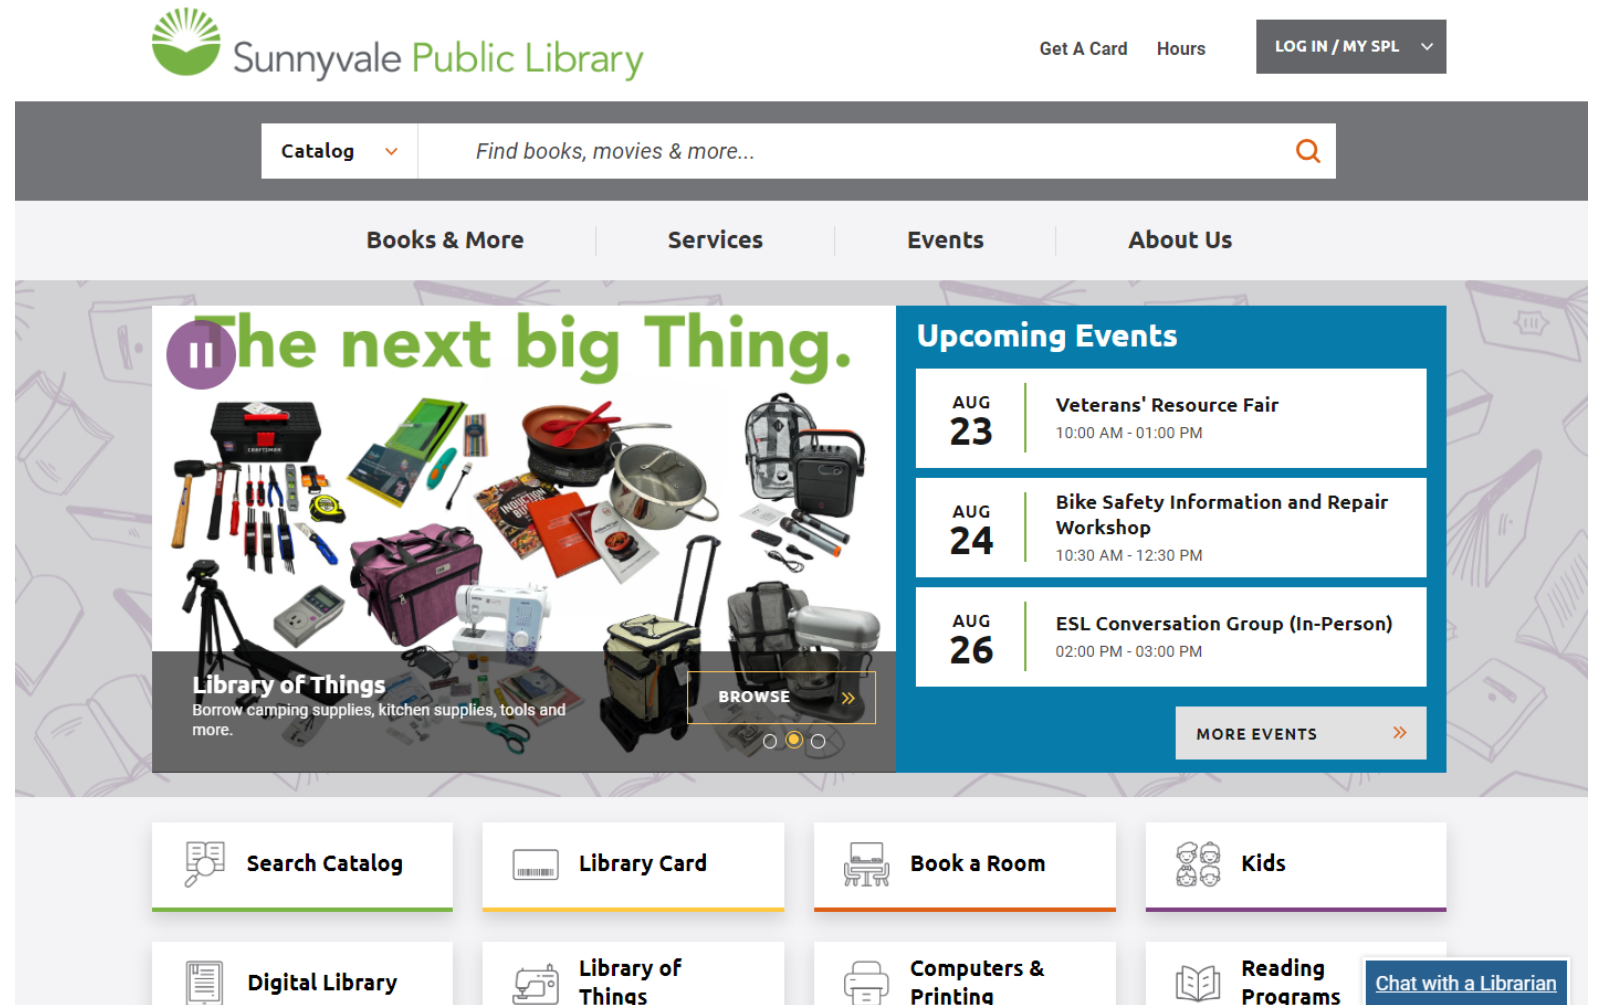 Sunnyvale Public Library
Get A Card
Hours
LOG IN / MY SPL
Catalog
Find books, movies & more...
Books & More
Services
Events
About Us
The next big Thing.
CRAFTSMAN
INDUCTION
Library of Things
Borrow camping supplies, kitchen supplies, tools and
more.
BROWSE
Upcoming Events
AUG
23
Veterans' Resource Fair
10:00 AM - 01:00 PM
AUG
24
Bike Safety Information and Repair
Workshop
10:30 AM - 12:30 PM
AUG
26
ESL Conversation Group (In-Person)
02:00 PM - 03:00 PM
MORE EVENTS
Search Catalog
Library Card
Book a Room
Kids
Digital Library
Library of
Things
Computers &
Printing
Reading
Programs
Chat with a Librarian